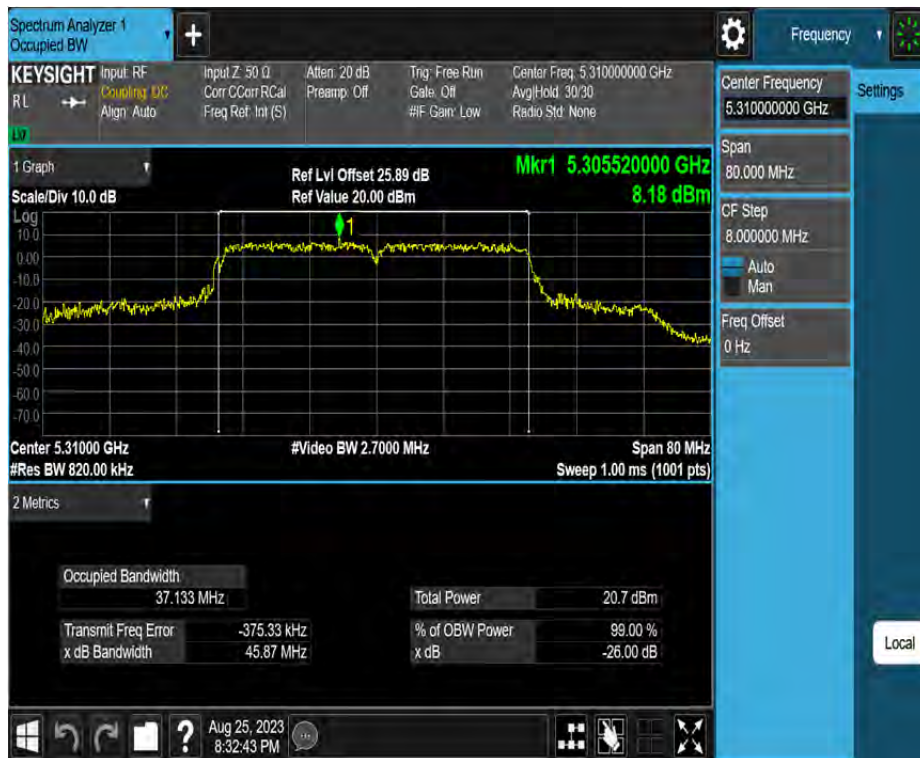 Spectrum Analyzer 1
Occupied BW
+
Frequency
KEYSIGHT
RL
LXI
Input: RF
Coupling: DC
Align: Auto
Input Z: 50 Ω
Corr CCorr RCal
Freq Ref: Int (S)
Atten: 20 dB
Preamp: Off
Trig: Free Run
Gate: Off
#IF Gain: Low
Center Freq: 5.310000000 GHz
Avg|Hold: 30/30
Radio Std: None
Center Frequency
5.310000000 GHz
Settings
Span
80.000 MHz
CF Step
8.000000 MHz
Auto
Man
Freq Offset
0 Hz
Local
1 Graph
Scale/Div 10.0 dB
Ref Lvl Offset 25.89 dB
Ref Value 20.00 dBm
Mkr1 5.305520000 GHz
8.18 dBm
Log
10.0
0.00
-10.0
-20.0
-30.0
-40.0
-50.0
-60.0
-70.0
1
Center 5.31000 GHz
#Res BW 820.00 kHz
#Video BW 2.7000 MHz
Span 80 MHz
Sweep 1.00 ms (1001 pts)
2 Metrics
Occupied Bandwidth
37.133 MHz
Total Power 20.7 dBm
Transmit Freq Error -375.33 kHz
% of OBW Power 99.00 %
x dB Bandwidth 45.87 MHz
x dB -26.00 dB
?
Aug 25, 2023
8:32:43 PM